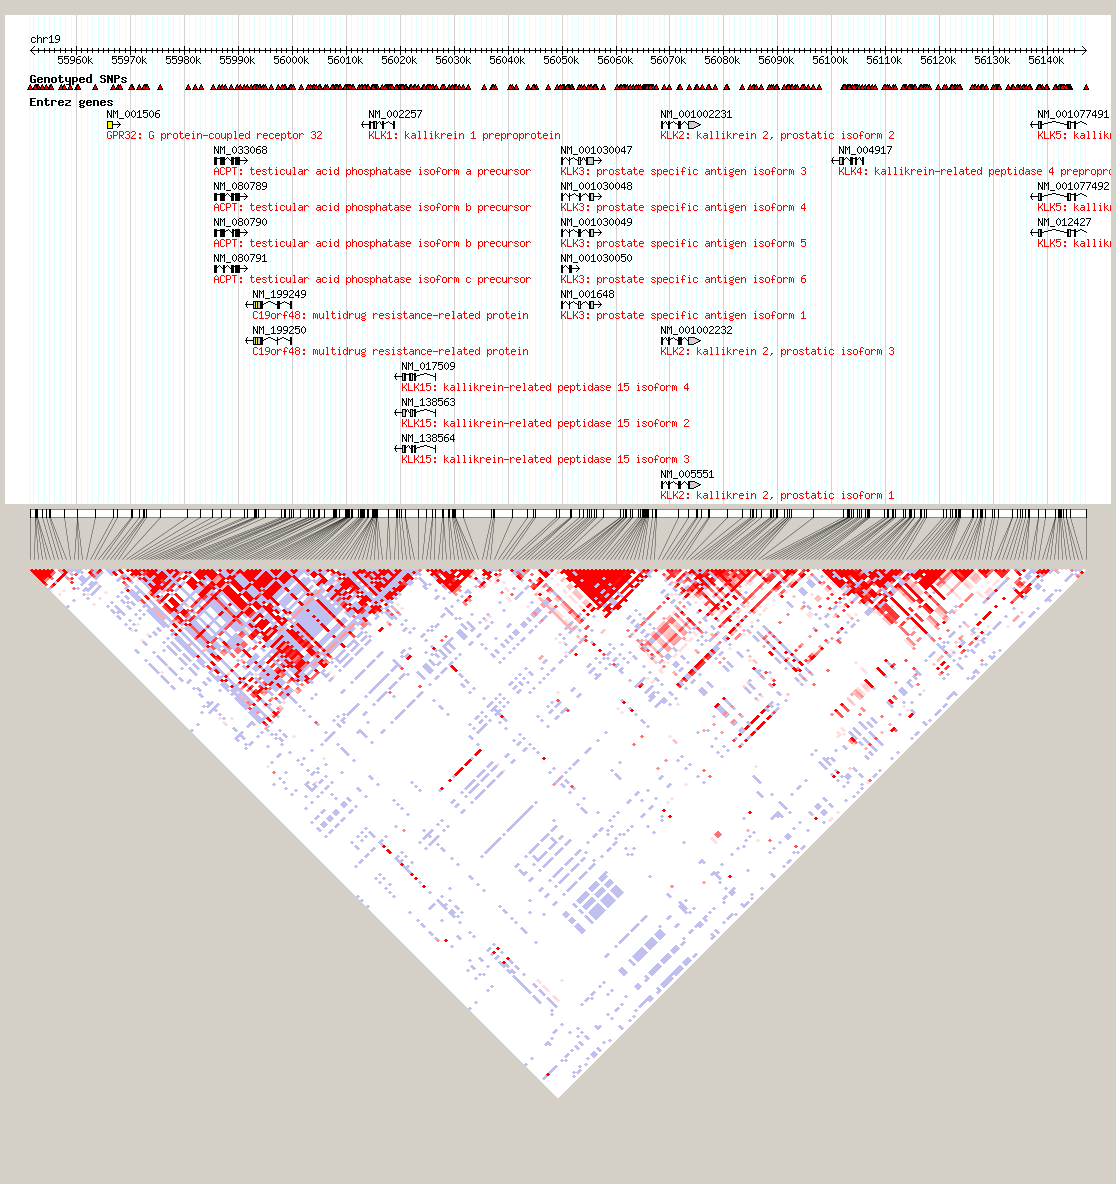 chr19
55960k 55970k 55980k 55990k 56000k 56010k 56020k 56030k 56040k 56050k 56060k 56070k 56080k 56090k 56100k 56110k 56120k 56130k 56140k
Genotyped SNPs
Entrez genes
NM_001506 NM_002257 NM_001002231 NM_001077491
GPR32: G protein-coupled receptor 32 KLK1: kallikrein 1 preproprotein KLK2: kallikrein 2, prostatic isoform 2 KLK5: kallikr
NM_033068 NM_001030047 NM_004917
ACPT: testicular acid phosphatase isoform a precursor KLK3: prostate specific antigen isoform 3 KLK4: kallikrein-related peptidase 4 prepropro
NM_080789 NM_001030048 NM_001077492
ACPT: testicular acid phosphatase isoform b precursor KLK3: prostate specific antigen isoform 4 KLK5: kallikr
NM_080790 NM_001030049 NM_012427
ACPT: testicular acid phosphatase isoform b precursor KLK3: prostate specific antigen isoform 5 KLK5: kallikr
NM_080791 NM_001030050
ACPT: testicular acid phosphatase isoform c precursor KLK3: prostate specific antigen isoform 6
NM_199249 NM_001648
C19orf48: multidrug resistance-related protein KLK3: prostate specific antigen isoform 1
NM_199250 NM_001002232
C19orf48: multidrug resistance-related protein KLK2: kallikrein 2, prostatic isoform 3
NM_017509
KLK15: kallikrein-related peptidase 15 isoform 4
NM_138563
KLK15: kallikrein-related peptidase 15 isoform 2
NM_138564
KLK15: kallikrein-related peptidase 15 isoform 3
NM_005551
KLK2: kallikrein 2, prostatic isoform 1